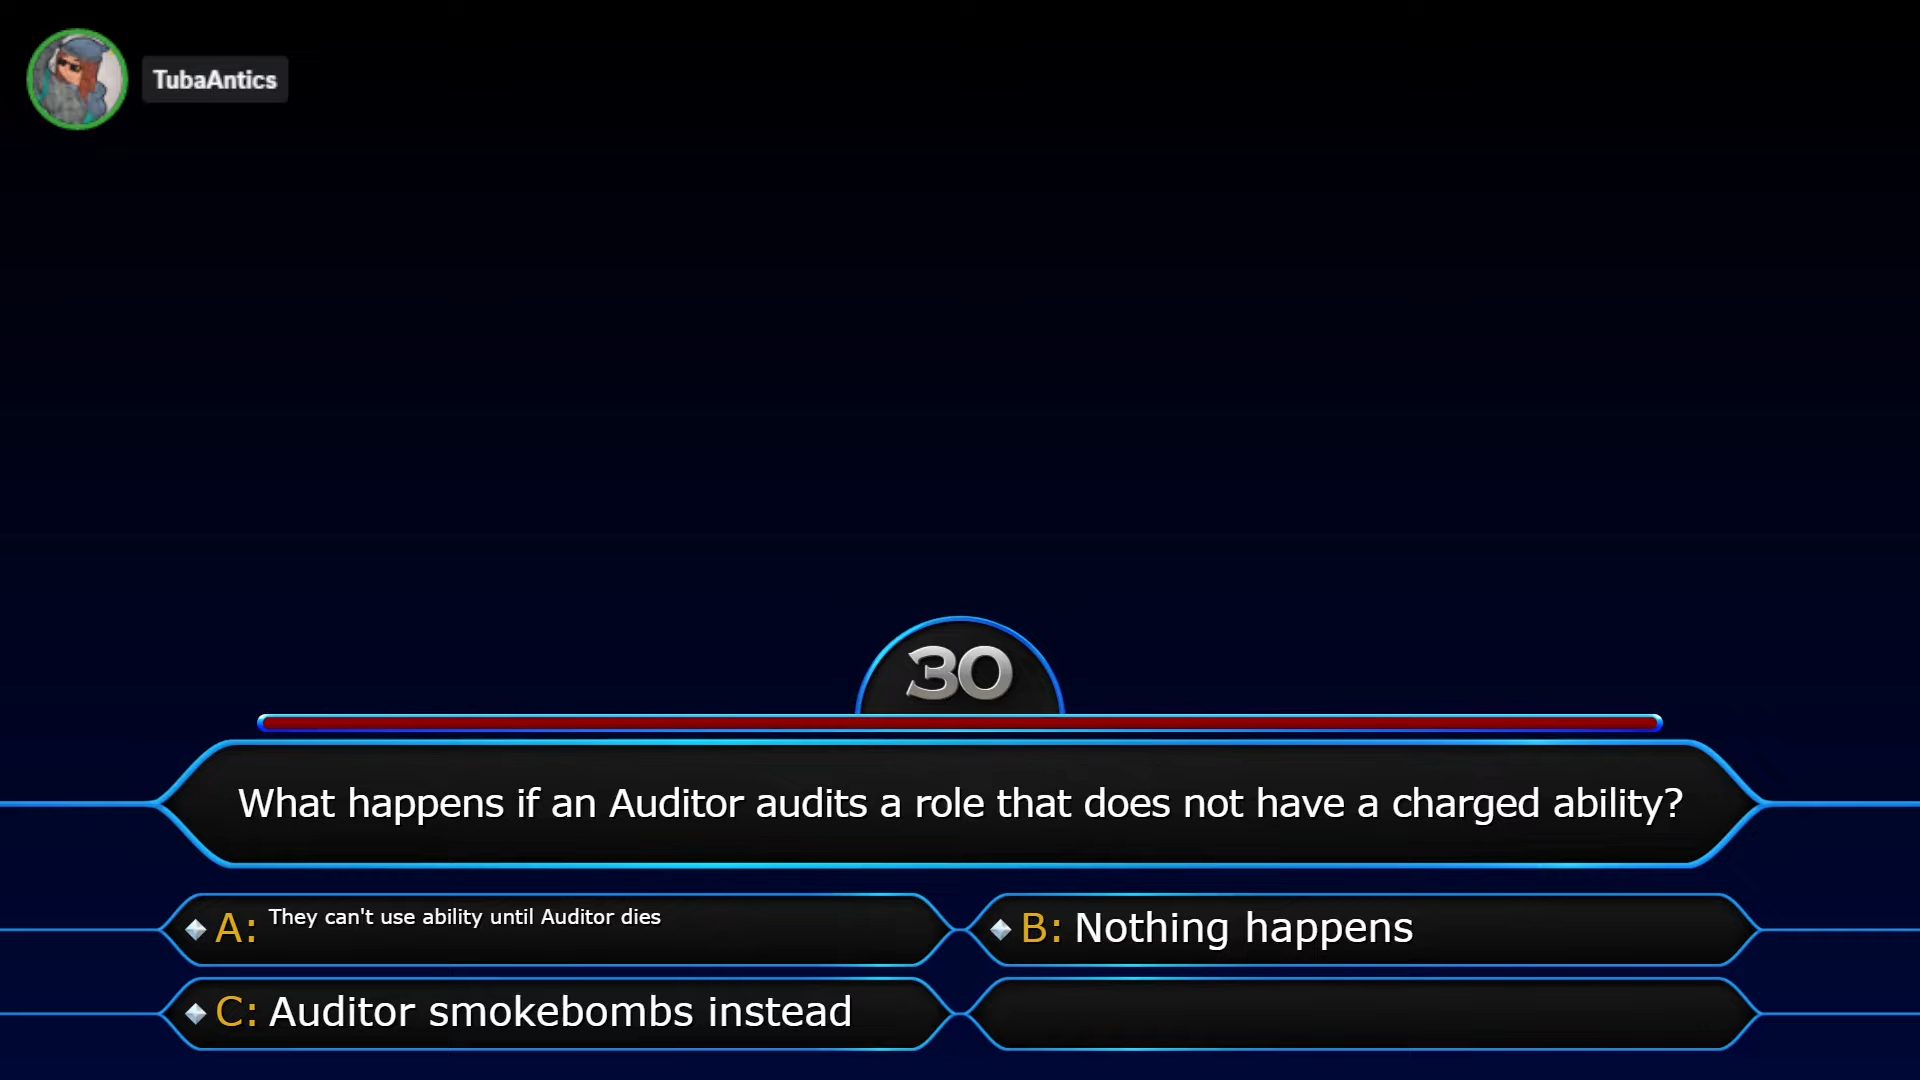 TubaAntics
30
What happens if an Auditor audits a role that does not have a charged ability?
A: They can't use ability until Auditor dies
B: Nothing happens
C: Auditor smokebombs instead